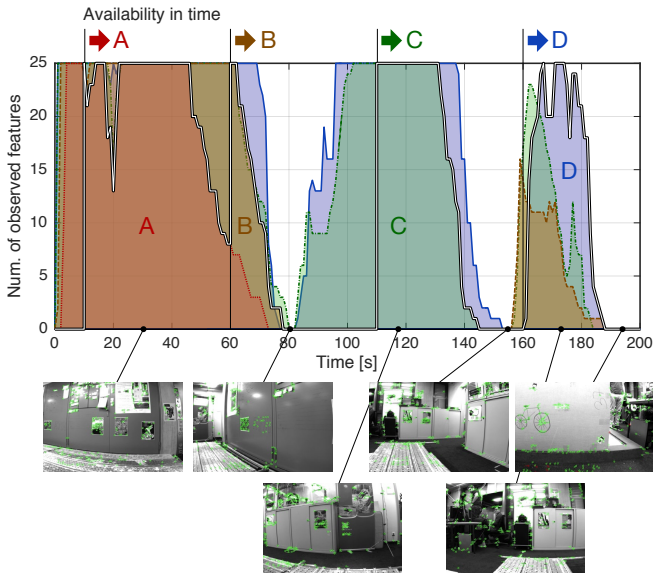 Availability in time
A
B
C
D
25
20
15
10
5
0
Num. of observed features
A
B
C
D
0
20
40
60
80
100
120
140
160
180
200
Time [s]